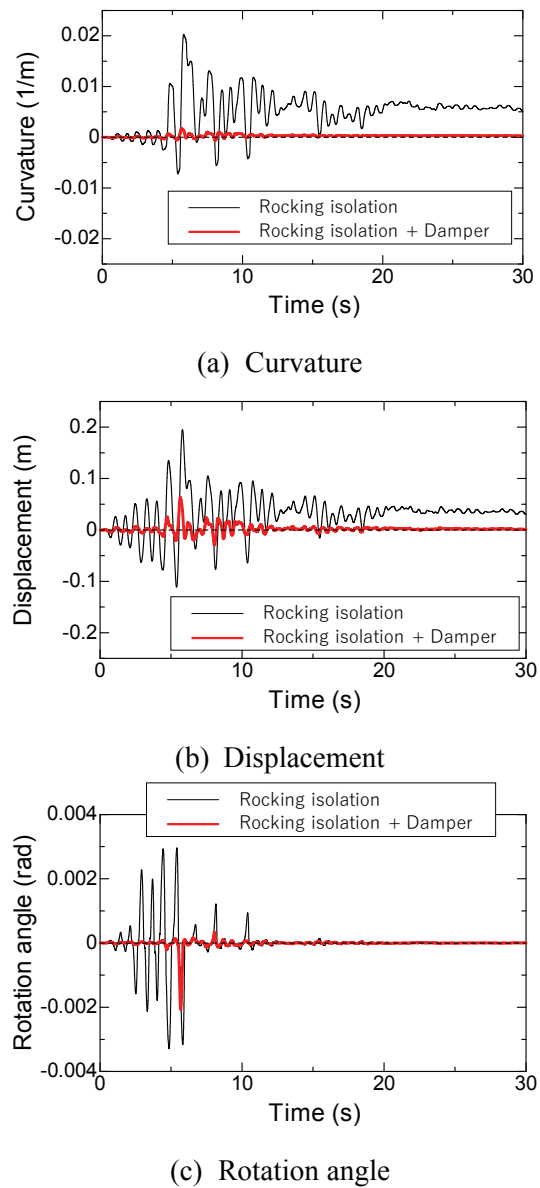 0.02
0.01
0
-0.01
-0.02
Curvature (1/m)
Rocking isolation
Rocking isolation + Damper
0 10 20 30
Time (s)
(a) Curvature
0.2
0.1
0
-0.1
-0.2
Displacement (m)
Rocking isolation
Rocking isolation + Damper
0 10 20 30
Time (s)
(b) Displacement
Rocking isolation
Rocking isolation + Damper
0.004
0.002
0
-0.002
-0.004
Rotation angle (rad)
0 10 20 30
Time (s)
(c) Rotation angle